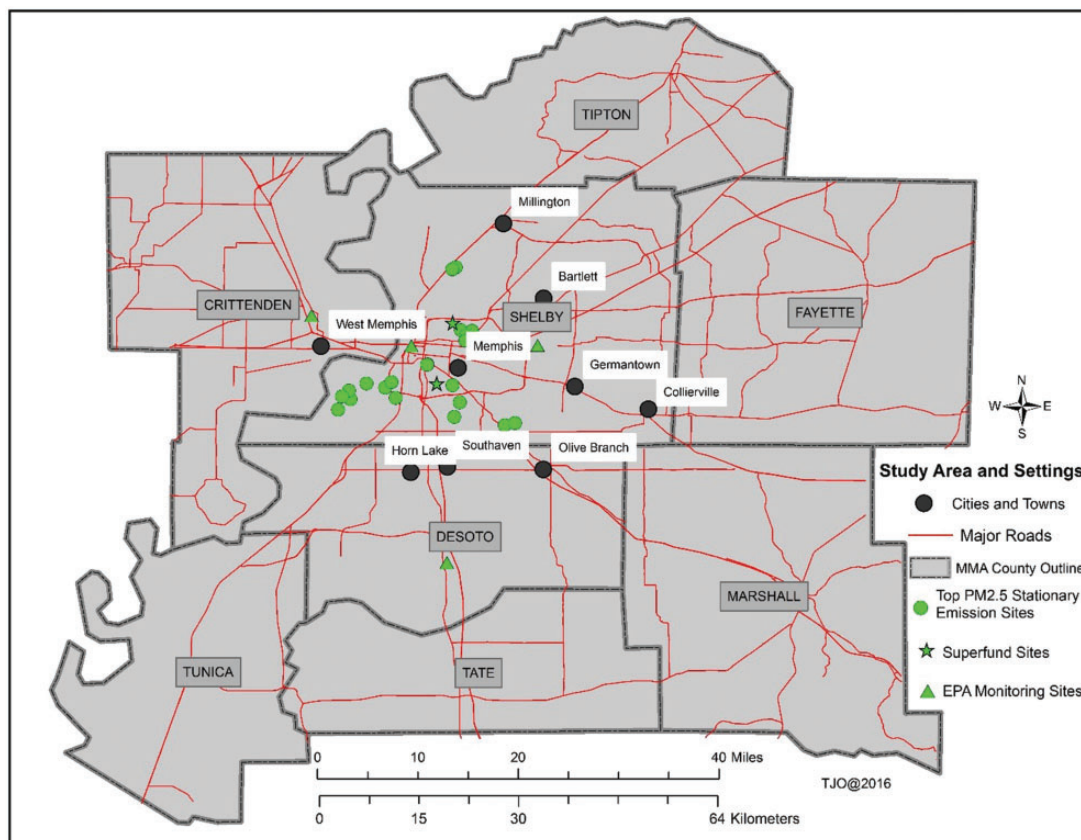 TIPTON
Millington
Bartlett
CRITTENDEN
SHELBY
FAYETTE
West Memphis
Memphis
Germantown
Collierville
N
W E
S
Horn Lake
Southaven
Olive Branch
DESOTO
MARSHALL
TUNICA
TATE
Study Area and Settings
Cities and Towns
Major Roads
MMA County Outline
Top PM2.5 Stationary
Emission Sites
Superfund Sites
EPA Monitoring Sites
0 10 20 40 Miles
0 15 30 64 Kilometers
TJO@2016